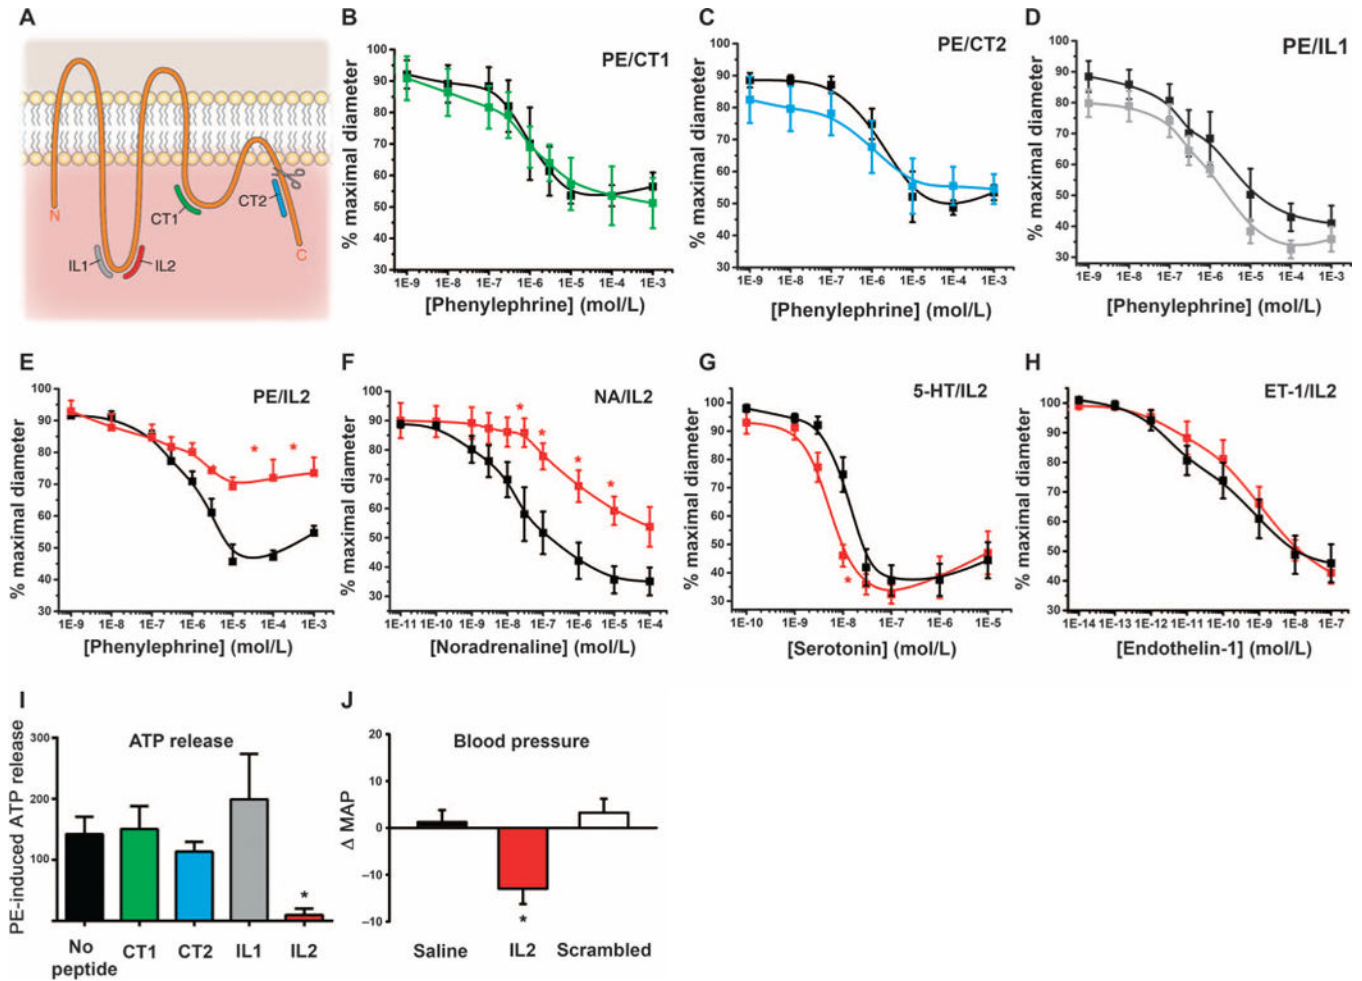 A
N
IL1
IL2
CT1
CT2
C
B
PE/CT1
% maximal diameter
100
90
80
70
60
50
40
30
1E-9 1E-8 1E-7 1E-6 1E-5 1E-4 1E-3
[Phenylephrine] (mol/L)
C
PE/CT2
% maximal diameter
100
90
80
70
60
50
40
30
1E-9 1E-8 1E-7 1E-6 1E-5 1E-4 1E-3
[Phenylephrine] (mol/L)
D
PE/IL1
% maximal diameter
100
90
80
70
60
50
40
30
1E-9 1E-8 1E-7 1E-6 1E-5 1E-4 1E-3
[Phenylephrine] (mol/L)
E
PE/IL2
% maximal diameter
100
90
80
70
60
50
40
30
* *
1E-9 1E-8 1E-7 1E-6 1E-5 1E-4 1E-3
[Phenylephrine] (mol/L)
F
NA/IL2
% maximal diameter
100
90
80
70
60
50
40
30
* * * *
1E-11 1E-10 1E-9 1E-8 1E-7 1E-6 1E-5 1E-4
[Noradrenaline] (mol/L)
G
5-HT/IL2
% maximal diameter
100
90
80
70
60
50
40
30
*
1E-10 1E-9 1E-8 1E-7 1E-6 1E-5
[Serotonin] (mol/L)
H
ET-1/IL2
% maximal diameter
100
90
80
70
60
50
40
30
1E-14 1E-13 1E-12 1E-11 1E-10 1E-9 1E-8 1E-7
[Endothelin-1] (mol/L)
I
ATP release
PE-induced ATP release
300
200
100
*
No
peptide
CT1 CT2 IL1 IL2
J
Blood pressure
Δ MAP
20
10
0
–10
–10
*
Saline IL2 Scrambled